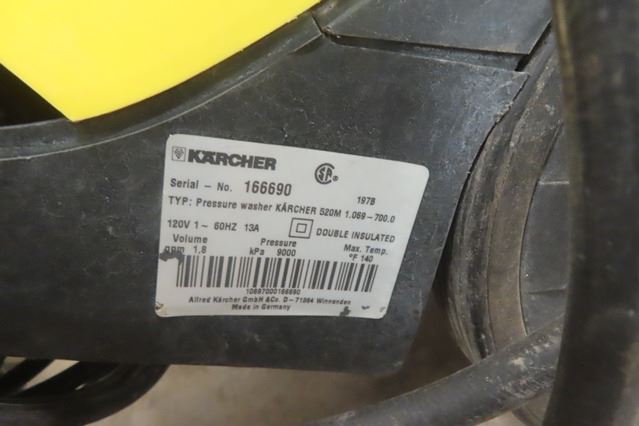 KÄRCHER
Serial - No. 166690
1978
TYP: Pressure washer KÄRCHER 520M 1.069-700.0
120V 1~ 60HZ 13A DOUBLE INSULATED
Volume Pressure Max. Temp.
gpm 1,8 kPa 9000 °F 140
10697000166690
Alfred Kärcher GmbH &Co. D-71364 Winnenden
Made in Germany